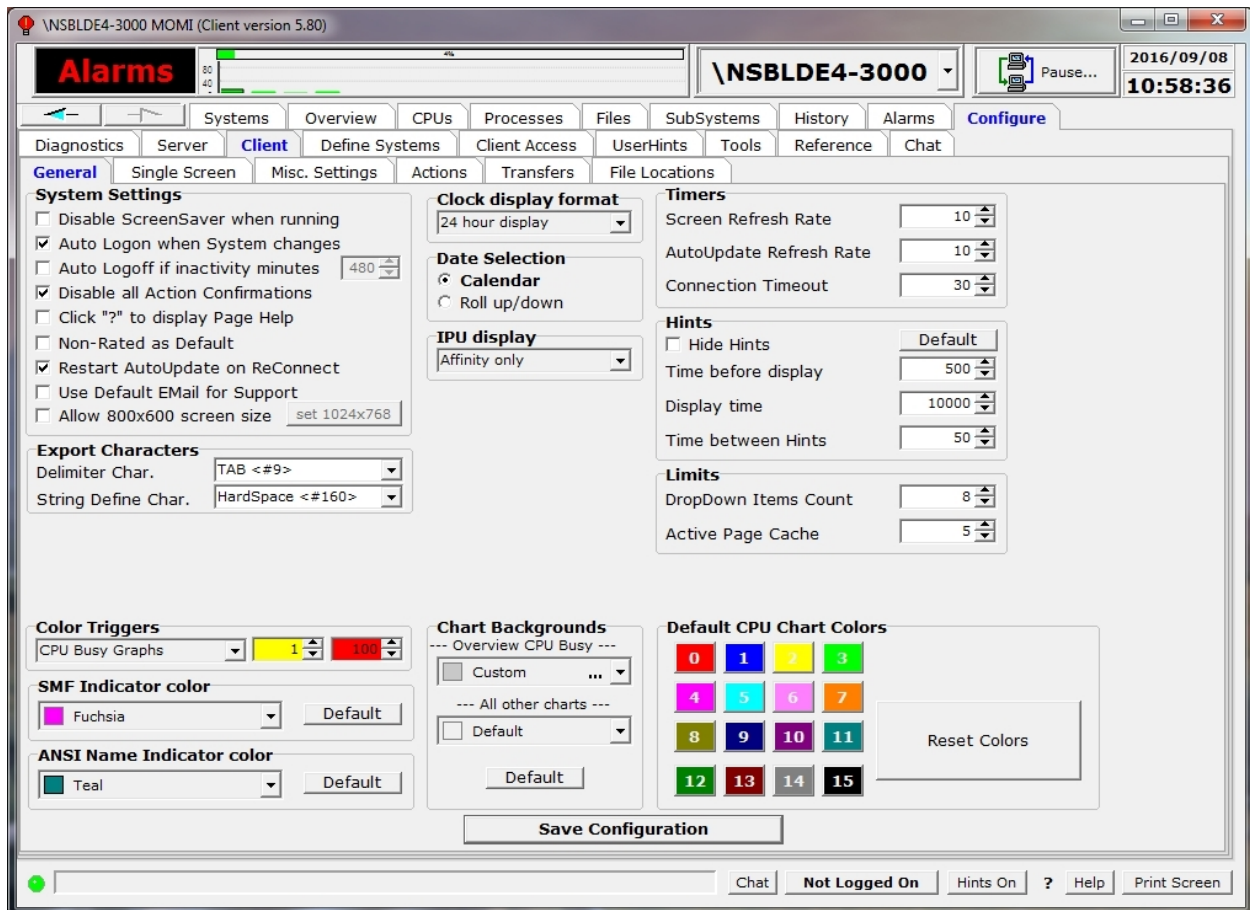 \NSBLDE4-3000 MOMI (Client version 5.80)
Alarms
4%
80
40
\NSBLDE4-3000
Pause...
2016/09/08
10:58:36
Systems Overview CPUs Processes Files SubSystems History Alarms Configure
Diagnostics Server Client Define Systems Client Access UserHints Tools Reference Chat
General Single Screen Misc. Settings Actions Transfers File Locations
System Settings
Disable ScreenSaver when running
Auto Logon when System changes
Auto Logoff if inactivity minutes 480
Disable all Action Confirmations
Click "?" to display Page Help
Non-Rated as Default
Restart AutoUpdate on ReConnect
Use Default EMail for Support
Allow 800x600 screen size set 1024x768
Export Characters
Delimiter Char. TAB <#9>
String Define Char. HardSpace <#160>
Clock display format
24 hour display
Date Selection
Calendar
Roll up/down
IPU display
Affinity only
Timers
Screen Refresh Rate 10
AutoUpdate Refresh Rate 10
Connection Timeout 30
Hints
Hide Hints Default
Time before display 500
Display time 10000
Time between Hints 50
Limits
DropDown Items Count 8
Active Page Cache 5
Color Triggers
CPU Busy Graphs 1 100
SMF Indicator color
Fuchsia Default
ANSI Name Indicator color
Teal Default
Chart Backgrounds
--- Overview CPU Busy ---
Custom ...
--- All other charts ---
Default
Default
Default CPU Chart Colors
0 1 2 3
4 5 6 7
8 9 10 11
12 13 14 15
Reset Colors
Save Configuration
Chat Not Logged On Hints On ? Help Print Screen